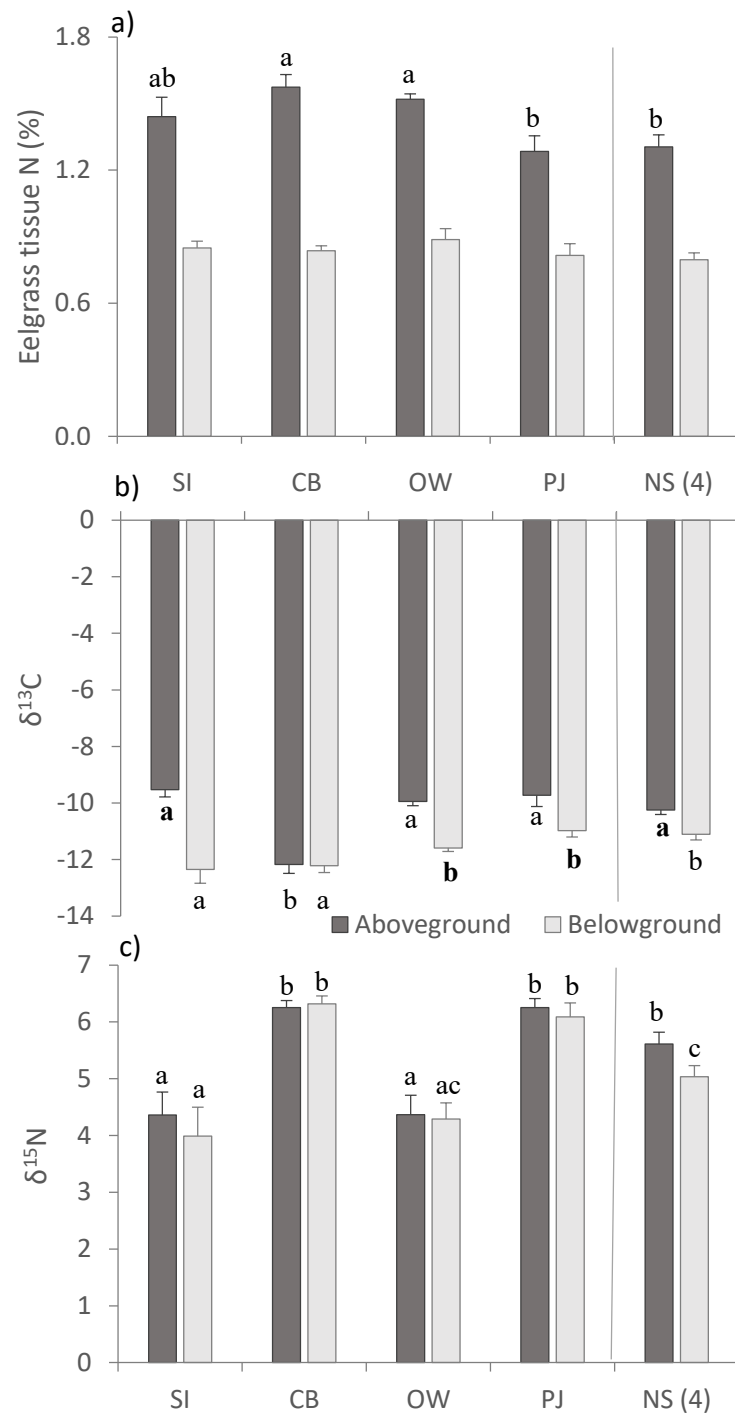 a)
Eelgrass tissue N (%)
1.8
1.2
0.6
0.0
ab
a
a
b
b
SI CB OW PJ NS (4)
b)
δ¹³C
0
-2
-4
-6
-8
-10
-12
-14
a a
b a
a b
a b
a b
Aboveground Belowground
c)
δ¹⁵N
7
6
5
4
3
2
1
0
a a
b b
a ac
b b
b c
SI CB OW PJ NS (4)